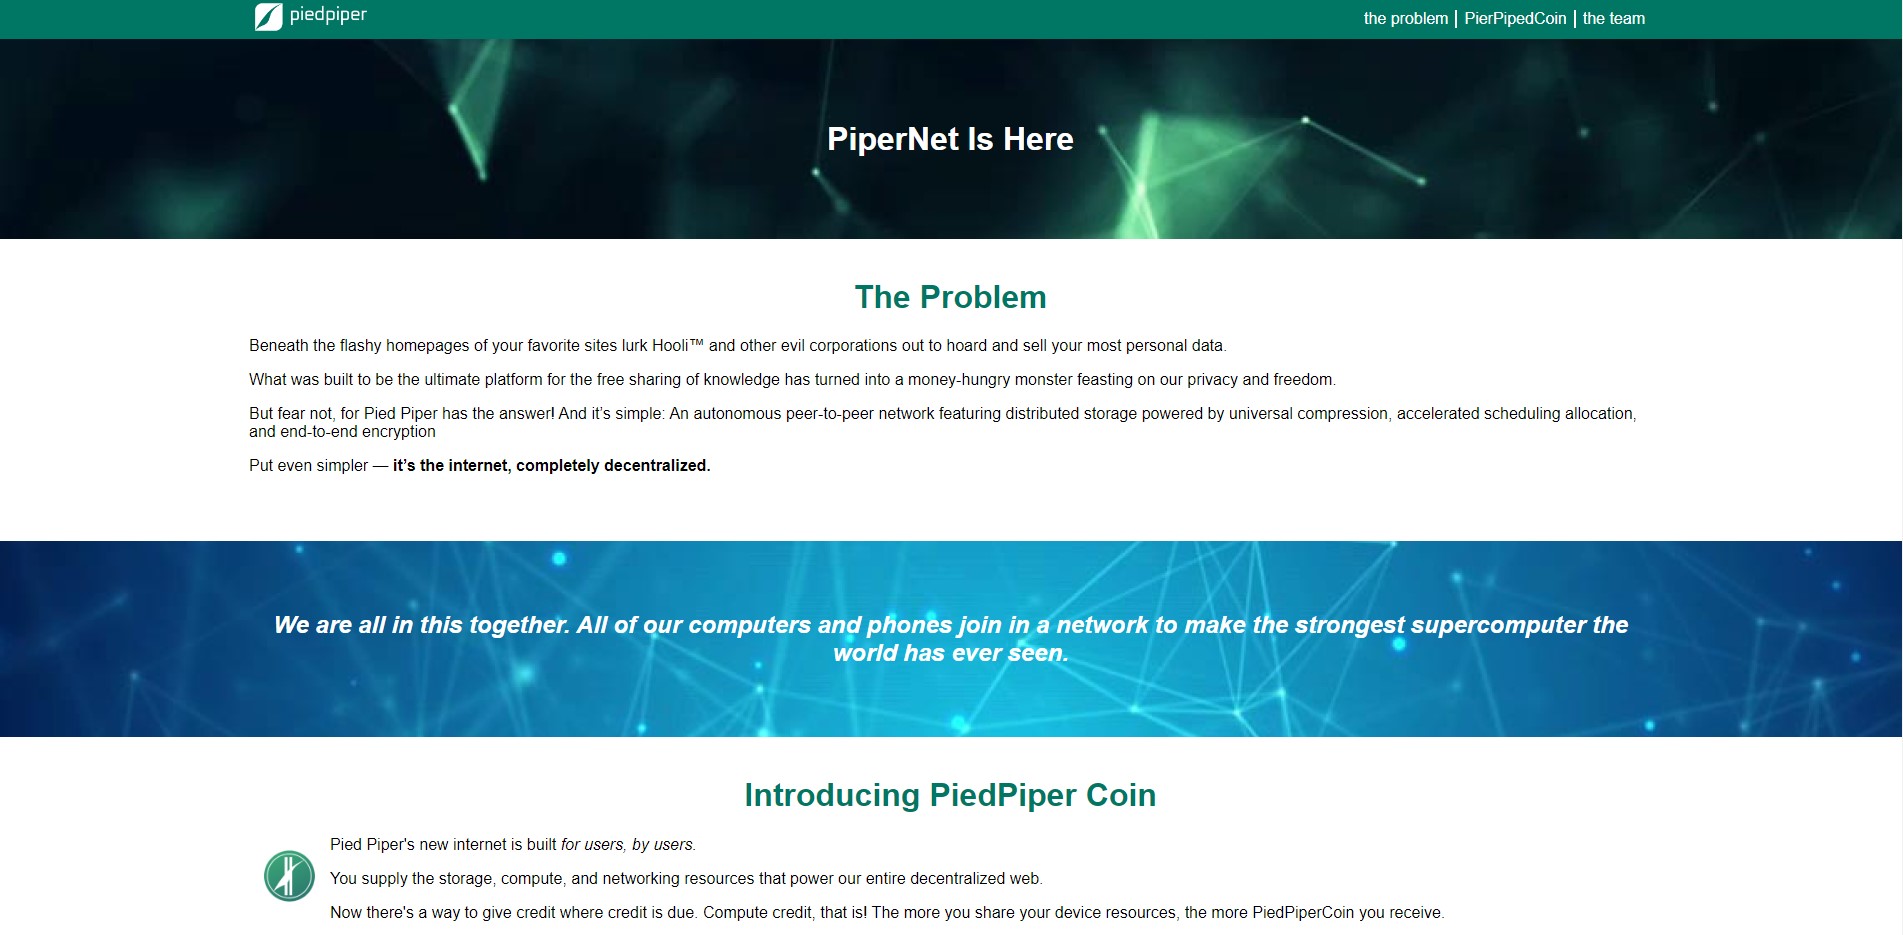 piedpiper
the problem | PierPipedCoin | the team
PiperNet Is Here
The Problem
Beneath the flashy homepages of your favorite sites lurk Hooli™ and other evil corporations out to hoard and sell your most personal data.
What was built to be the ultimate platform for the free sharing of knowledge has turned into a money-hungry monster feasting on our privacy and freedom.
But fear not, for Pied Piper has the answer! And it’s simple: An autonomous peer-to-peer network featuring distributed storage powered by universal compression, accelerated scheduling allocation,
and end-to-end encryption
Put even simpler — it’s the internet, completely decentralized.
We are all in this together. All of our computers and phones join in a network to make the strongest supercomputer the
world has ever seen.
Introducing PiedPiper Coin
Pied Piper's new internet is built for users, by users.
You supply the storage, compute, and networking resources that power our entire decentralized web.
Now there's a way to give credit where credit is due. Compute credit, that is! The more you share your device resources, the more PiedPiperCoin you receive.